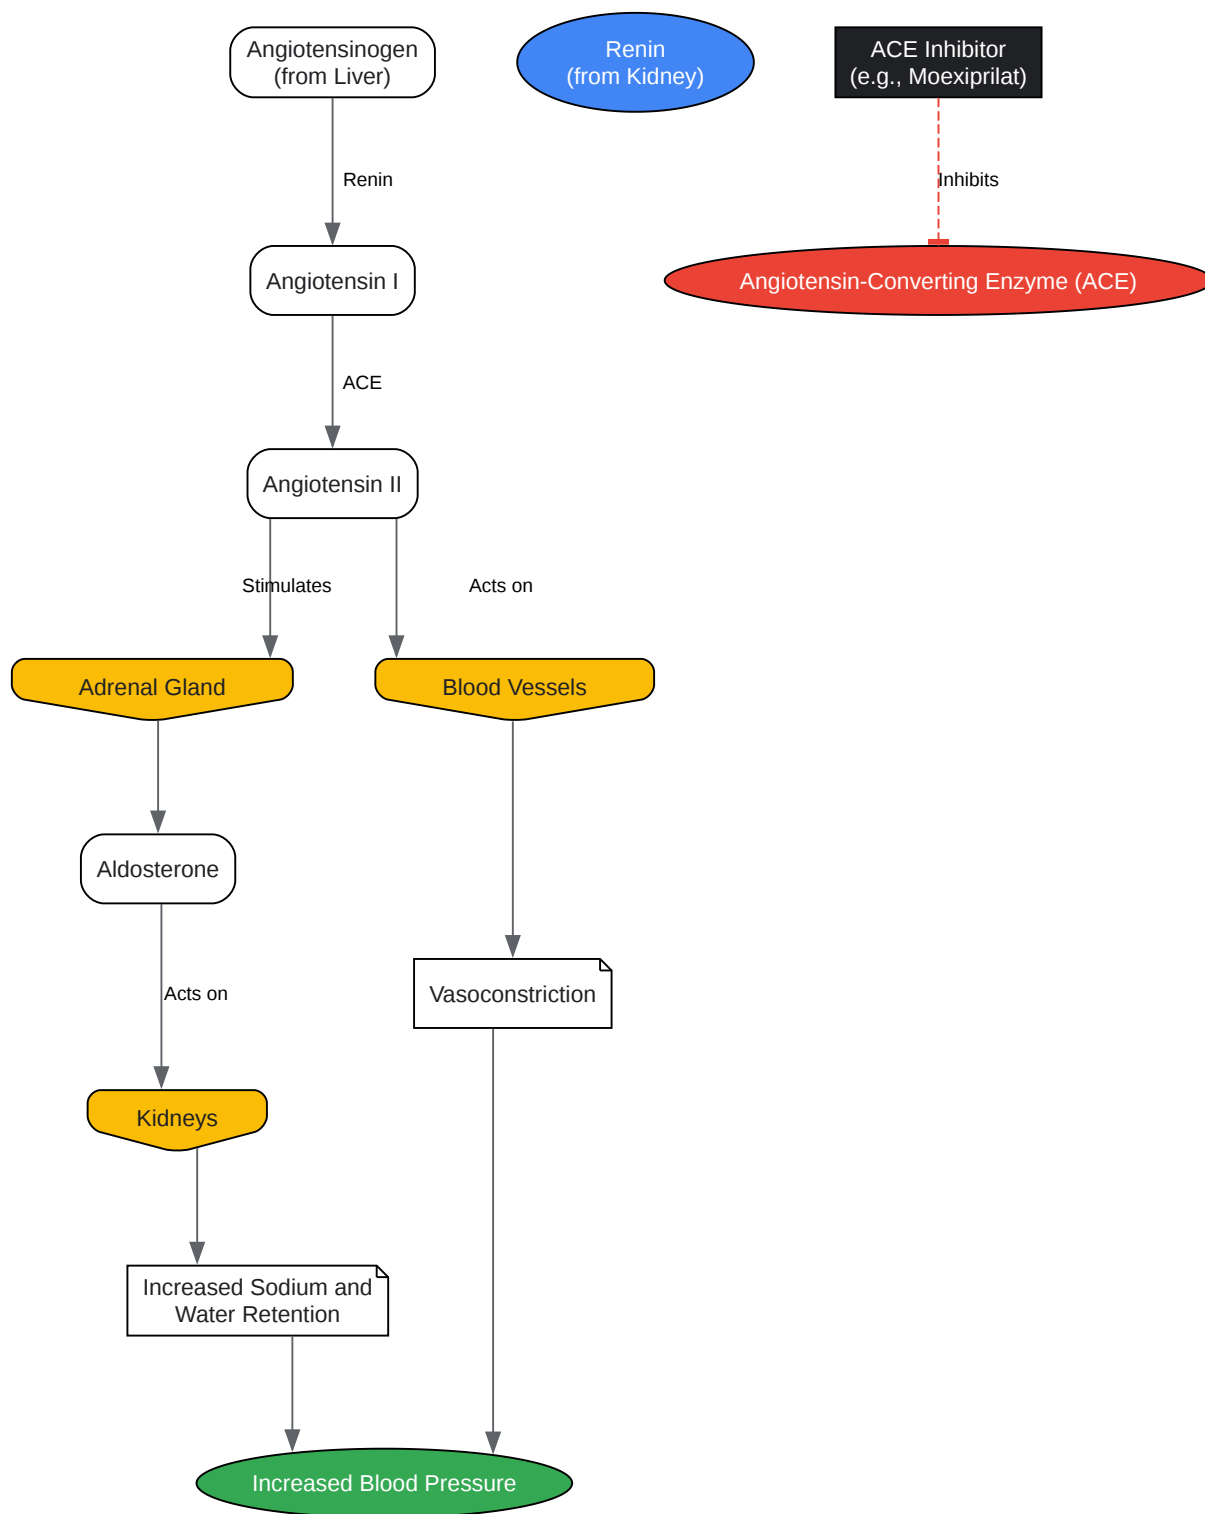 Angiotensinogen
(from Liver)
Renin
(from Kidney)
ACE Inhibitor
(e.g., Moexiprilat)
Renin
Inhibits
Angiotensin I
Angiotensin-Converting Enzyme (ACE)
ACE
Angiotensin II
Stimulates
Acts on
Adrenal Gland
Blood Vessels
Aldosterone
Acts on
Vasoconstriction
Kidneys
Increased Sodium and
Water Retention
Increased Blood Pressure